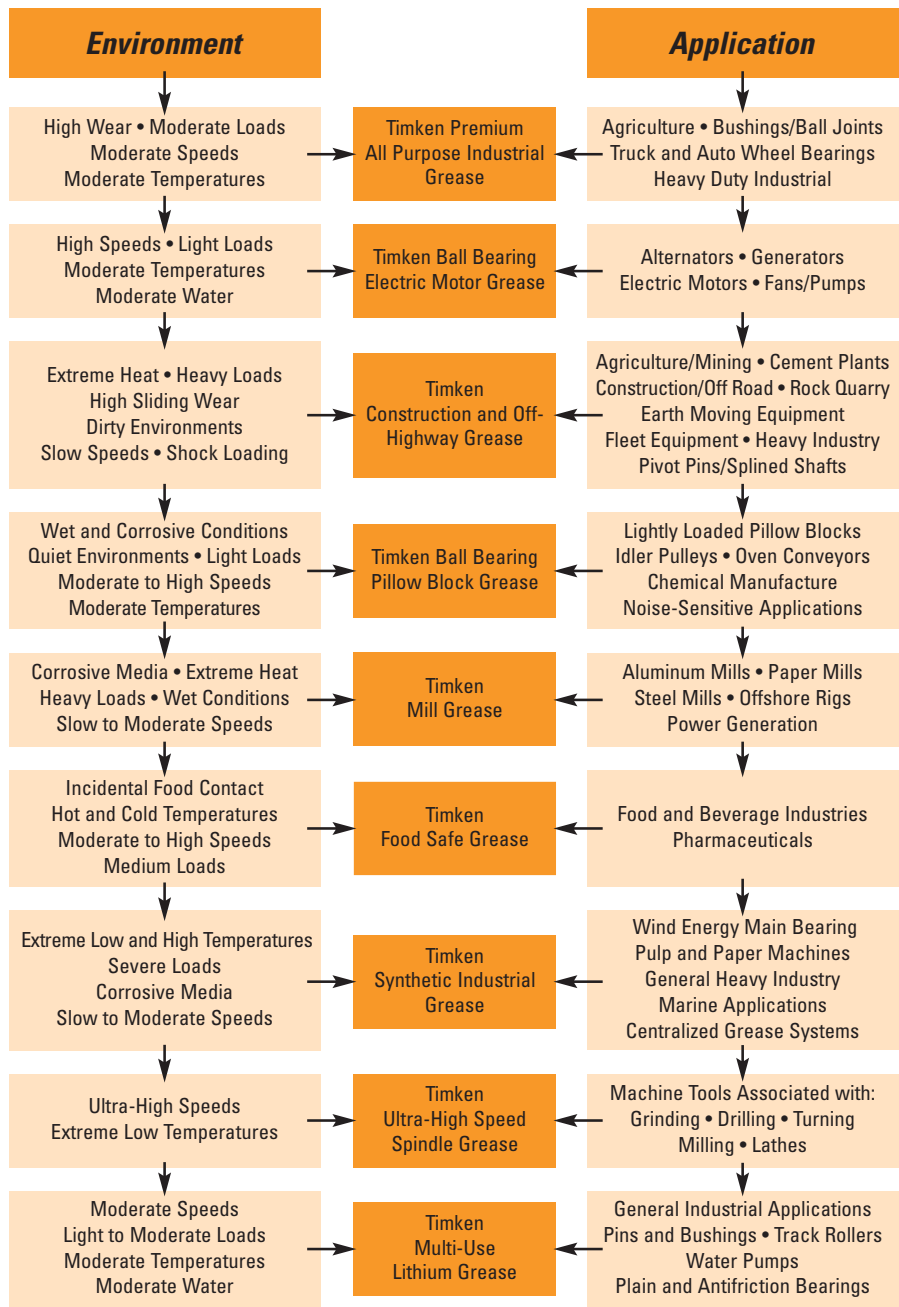 Environment
Application
High Wear • Moderate Loads
Moderate Speeds
Moderate Temperatures
Timken Premium
All Purpose Industrial
Grease
Agriculture • Bushings/Ball Joints
Truck and Auto Wheel Bearings
Heavy Duty Industrial
High Speeds • Light Loads
Moderate Temperatures
Moderate Water
Timken Ball Bearing
Electric Motor Grease
Alternators • Generators
Electric Motors • Fans/Pumps
Extreme Heat • Heavy Loads
High Sliding Wear
Dirty Environments
Slow Speeds • Shock Loading
Timken
Construction and Off-
Highway Grease
Agriculture/Mining • Cement Plants
Construction/Off Road • Rock Quarry
Earth Moving Equipment
Fleet Equipment • Heavy Industry
Pivot Pins/Splined Shafts
Wet and Corrosive Conditions
Quiet Environments • Light Loads
Moderate to High Speeds
Moderate Temperatures
Timken Ball Bearing
Pillow Block Grease
Lightly Loaded Pillow Blocks
Idler Pulleys • Oven Conveyors
Chemical Manufacture
Noise-Sensitive Applications
Corrosive Media • Extreme Heat
Heavy Loads • Wet Conditions
Slow to Moderate Speeds
Timken
Mill Grease
Aluminum Mills • Paper Mills
Steel Mills • Offshore Rigs
Power Generation
Incidental Food Contact
Hot and Cold Temperatures
Moderate to High Speeds
Medium Loads
Timken
Food Safe Grease
Food and Beverage Industries
Pharmaceuticals
Extreme Low and High Temperatures
Severe Loads
Corrosive Media
Slow to Moderate Speeds
Timken
Synthetic Industrial
Grease
Wind Energy Main Bearing
Pulp and Paper Machines
General Heavy Industry
Marine Applications
Centralized Grease Systems
Ultra-High Speeds
Extreme Low Temperatures
Timken
Ultra-High Speed
Spindle Grease
Machine Tools Associated with:
Grinding • Drilling • Turning
Milling • Lathes
Moderate Speeds
Light to Moderate Loads
Moderate Temperatures
Moderate Water
Timken
Multi-Use
Lithium Grease
General Industrial Applications
Pins and Bushings • Track Rollers
Water Pumps
Plain and Antifriction Bearings